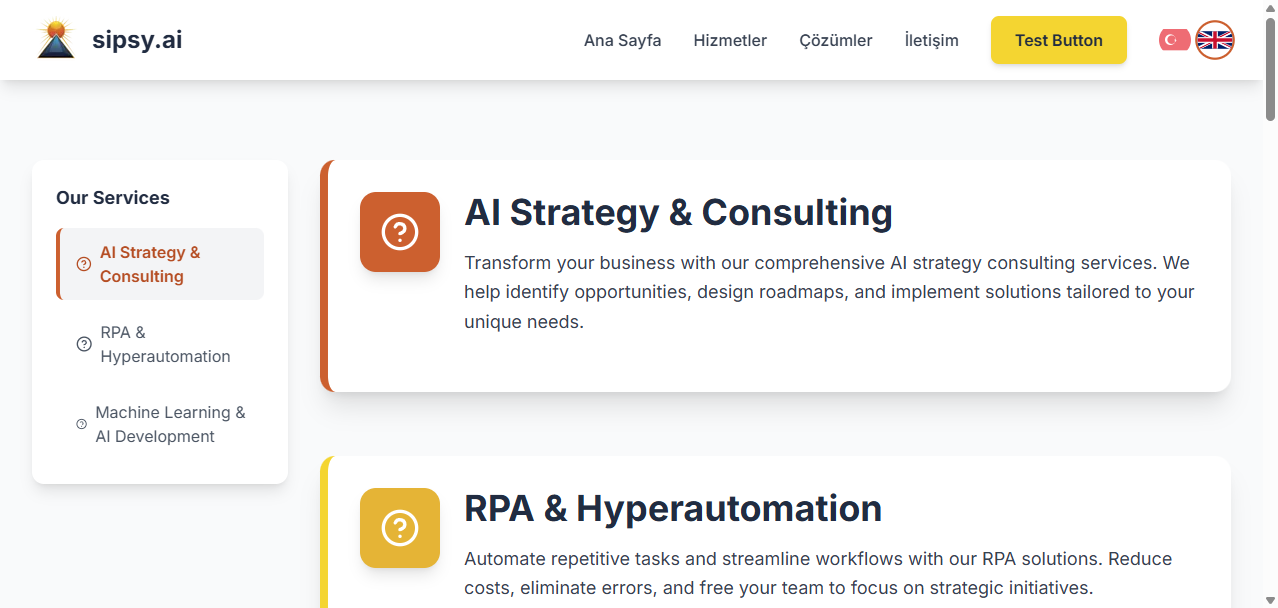 sipsy.ai
Ana Sayfa
Hizmetler
Çözümler
İletişim
Test Button
Our Services
AI Strategy &
Consulting
RPA &
Hyperautomation
Machine Learning &
AI Development
AI Strategy & Consulting
Transform your business with our comprehensive AI strategy consulting services. We
help identify opportunities, design roadmaps, and implement solutions tailored to your
unique needs.
RPA & Hyperautomation
Automate repetitive tasks and streamline workflows with our RPA solutions. Reduce
costs, eliminate errors, and free your team to focus on strategic initiatives.